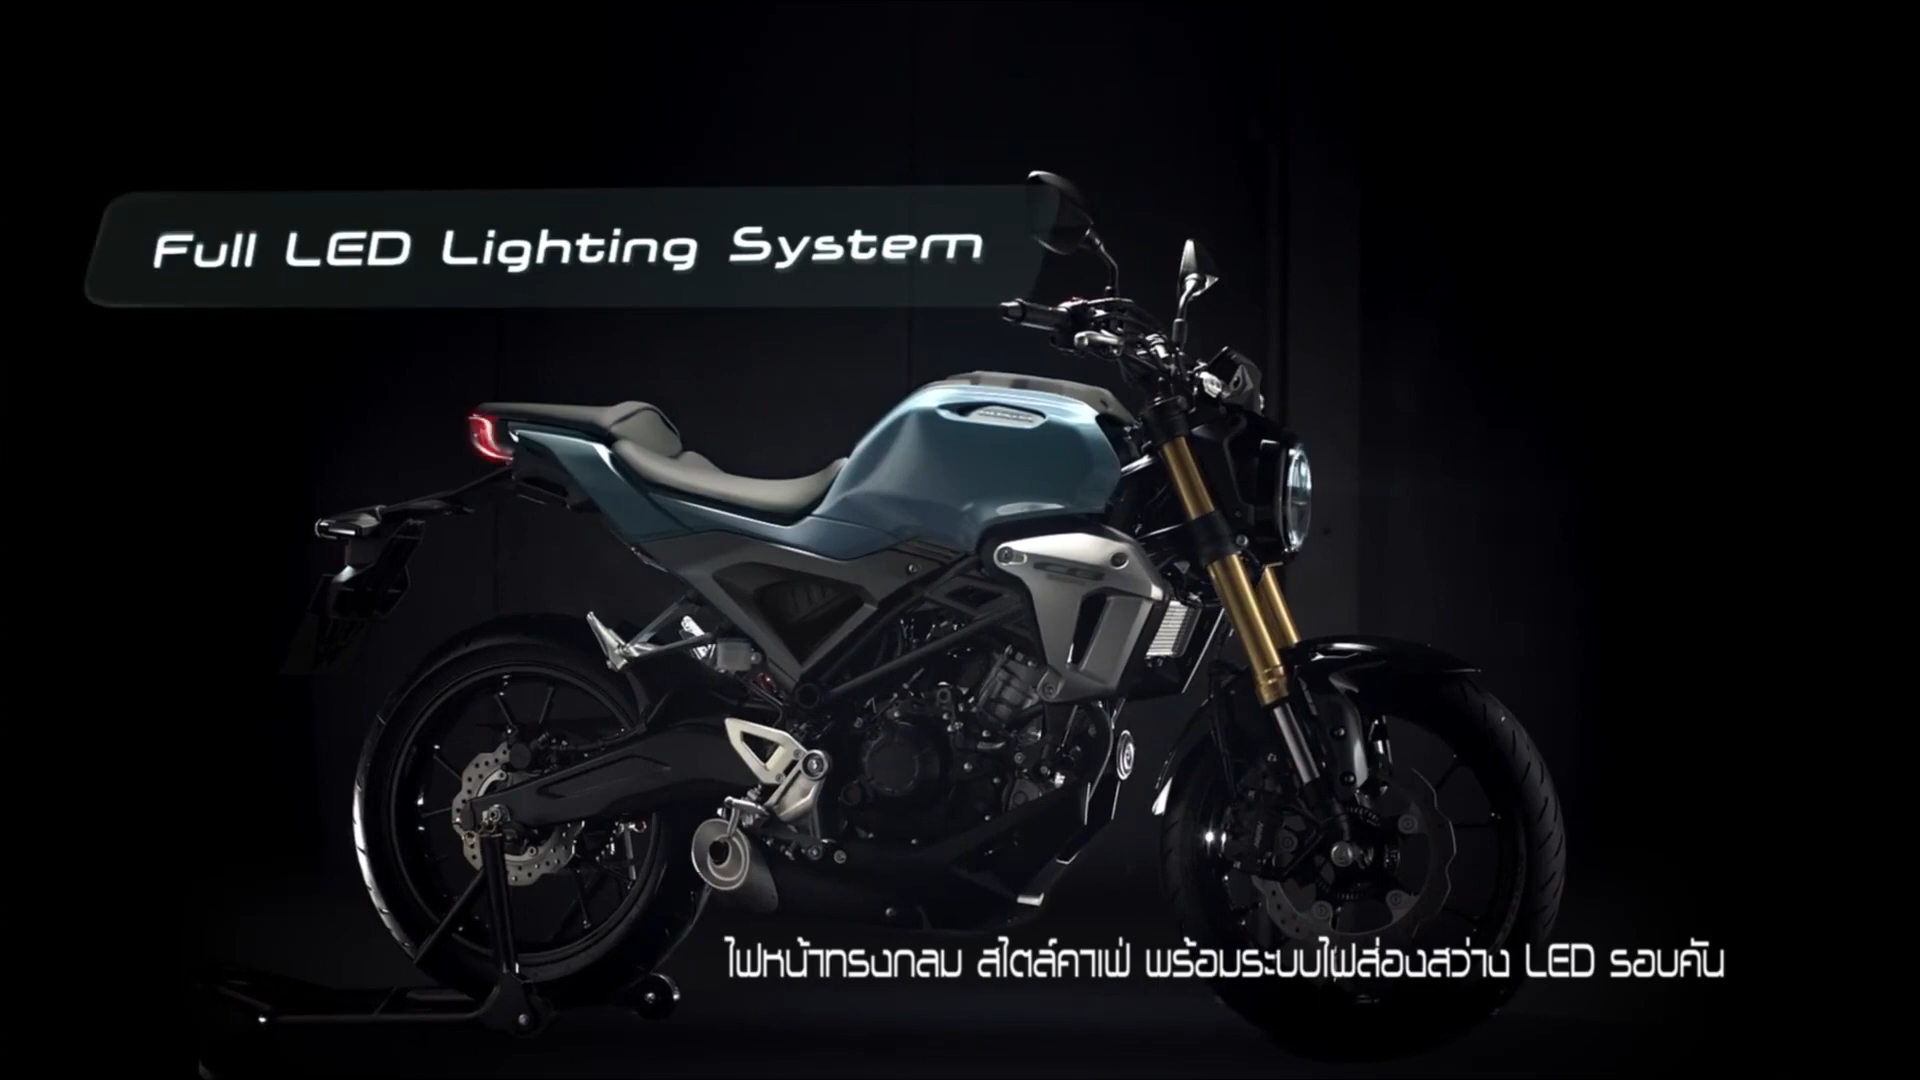 Full LED Lighting System
ไฟหน้าทรงกลม สไตล์คาเฟ่ พร้อมระบบไฟส่องสว่าง LED รอบคัน